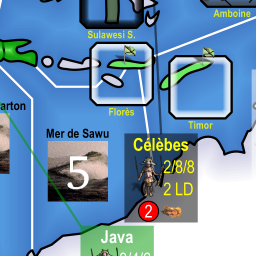 Sulawesi S.
Amboine
Florès
Timor
arton
Mer de Sawu
5
Célèbes
2/8/8
2 LD
2
Java